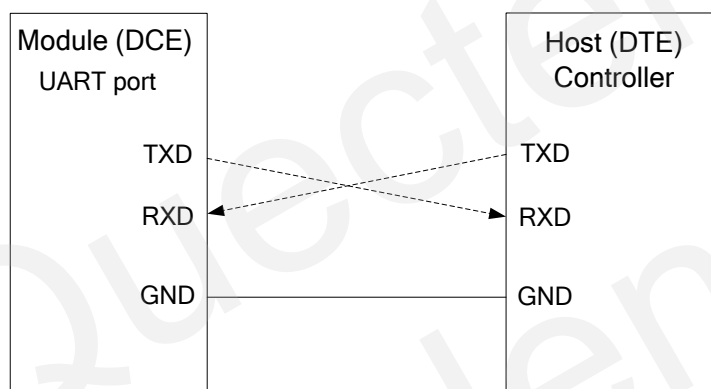 Module (DCE)
UART port
TXD
RXD
GND
Host (DTE)
Controller
TXD
RXD
GND
Quectel